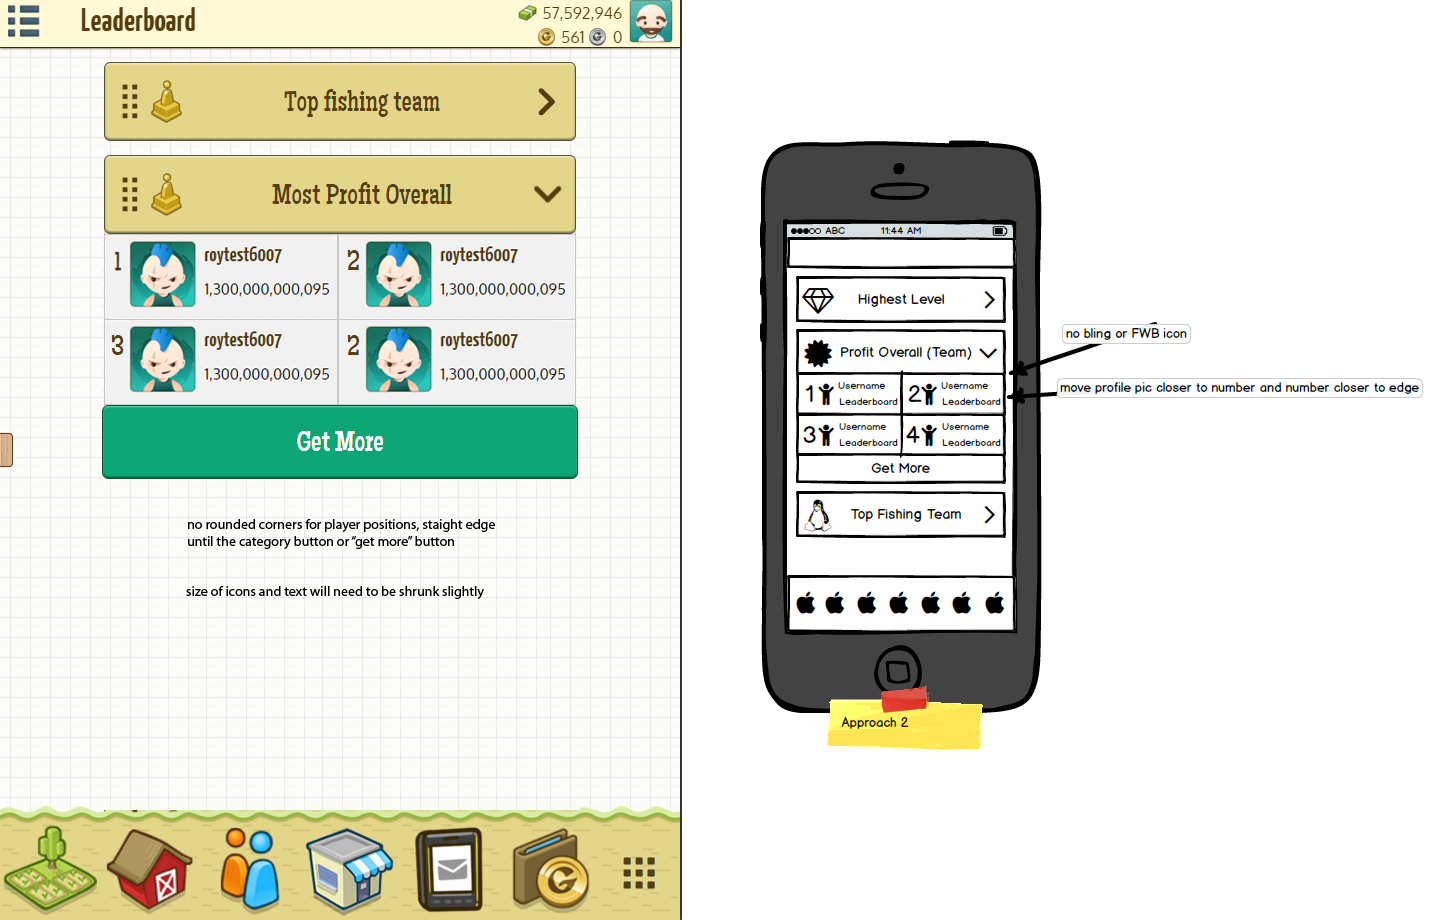 Leaderboard
57,592,946
561 0
Top fishing team
Most Profit Overall
1 roytest6007
1,300,000,000,095
2 roytest6007
1,300,000,000,095
3 roytest6007
1,300,000,000,095
2 roytest6007
1,300,000,000,095
Get More
no rounded corners for player positions, staight edge
until the category button or “get more” button
size of icons and text will need to be shrunk slightly
ABC 11:44 AM
Highest Level
Profit Overall (Team)
1 Username
Leaderboard
2 Username
Leaderboard
3 Username
Leaderboard
4 Username
Leaderboard
Get More
Top Fishing Team
no bling or FWB icon
move profile pic closer to number and number closer to edge
Approach 2